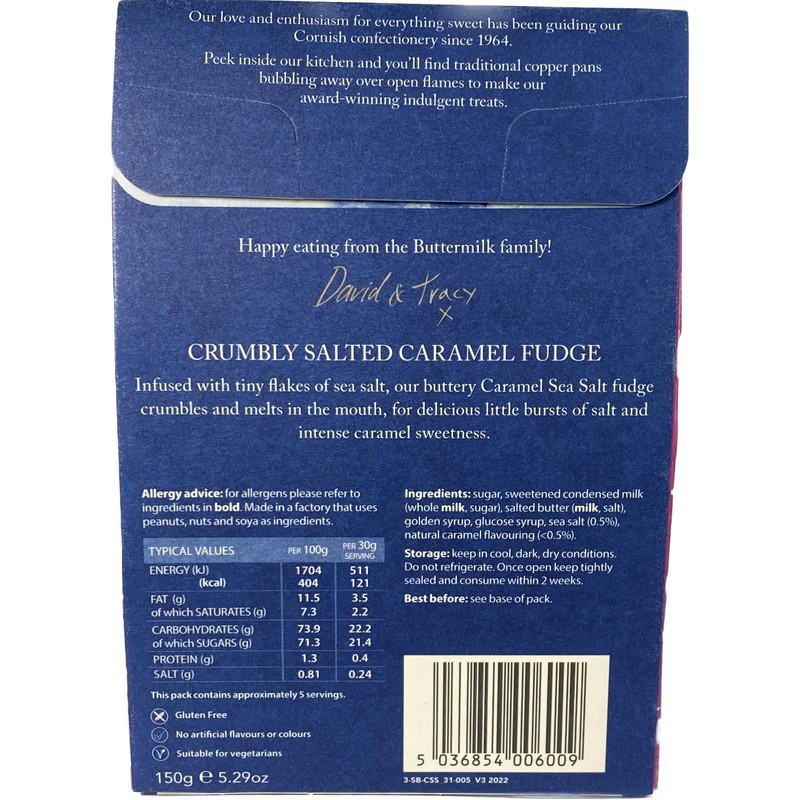 Our love and enthusiasm for everything sweet has been guiding our
Cornish confectionery since 1964.
Peek inside our kitchen and you'll find traditional copper pans
bubbling away over open flames to make our
award-winning indulgent treats.
Happy eating from the Buttermilk family!
David & Tracy
x
CRUMBLY SALTED CARAMEL FUDGE
Infused with tiny flakes of sea salt, our buttery Caramel Sea Salt fudge
crumbles and melts in the mouth, for delicious little bursts of salt and
intense caramel sweetness.
Allergy advice: for allergens please refer to
ingredients in bold. Made in a factory that uses
peanuts, nuts and soya as ingredients.
TYPICAL VALUES PER 100g PER 30g SERVING
ENERGY (kJ) 1704 511
(kcal) 404 121
FAT (g) 11.5 3.5
of which SATURATES (g) 7.3 2.2
CARBOHYDRATES (g) 73.9 22.2
of which SUGARS (g) 71.3 21.4
PROTEIN (g) 1.3 0.4
SALT (g) 0.81 0.24
This pack contains approximately 5 servings.
Gluten Free
No artificial flavours or colours
V Suitable for vegetarians
150g ℮ 5.29oz
Ingredients: sugar, sweetened condensed milk
(whole milk, sugar), salted butter (milk, salt),
golden syrup, glucose syrup, sea salt (0.5%),
natural caramel flavouring (<0.5%).
Storage: keep in cool, dark, dry conditions.
Do not refrigerate. Once open keep tightly
sealed and consume within 2 weeks.
Best before: see base of pack.
5 036854 006009
3-SB-CSS 31-005 V3 2022